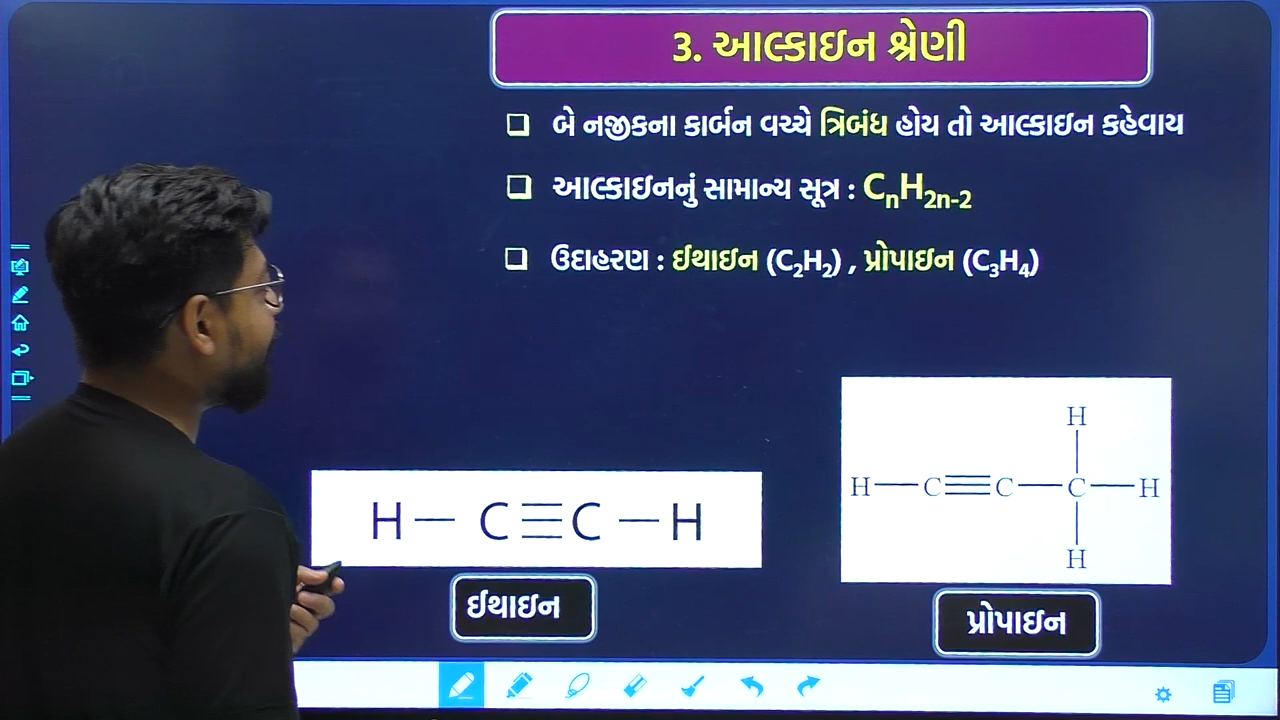 3. આલ્કાઇન શ્રેણી
❑ બે નજીકના કાર્બન વચ્ચે ત્રિબંધ હોય તો આલ્કાઇન કહેવાય
❑ આલ્કાઇનનું સામાન્ય સૂત્ર : CₙH₂ₙ₋₂
❑ ઉદાહરણ : ઈથાઇન (C₂H₂) , પ્રોપાઇન (C₃H₄)
H — C≡C — H
ઈથાઇન
H
H—C≡C—C—H
H
પ્રોપાઇન